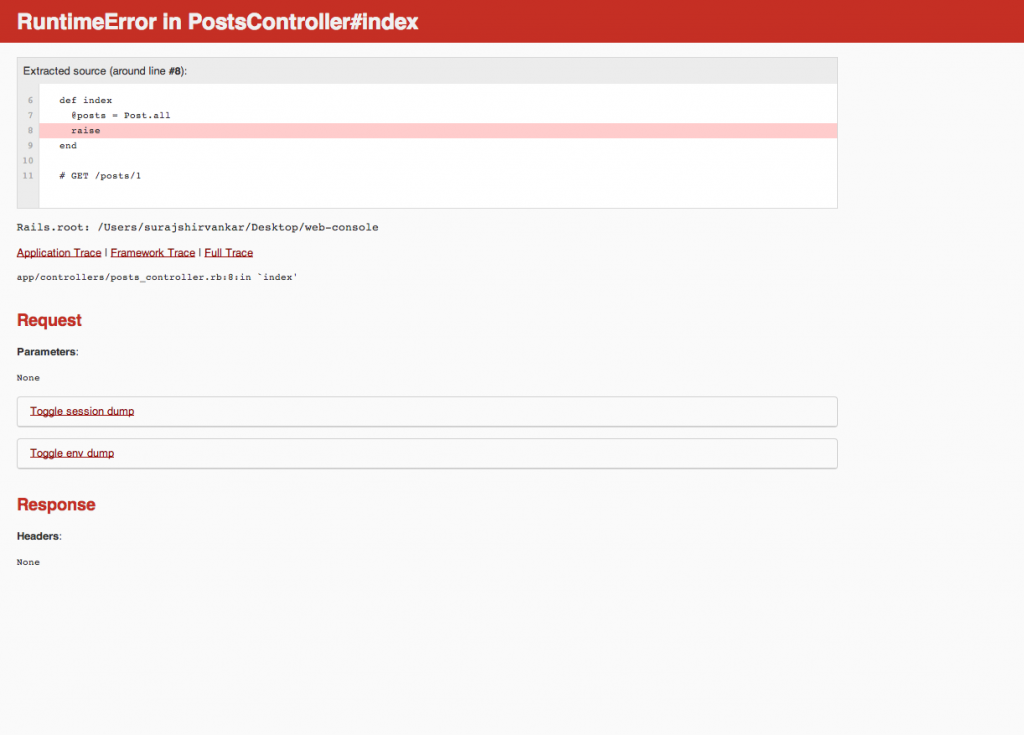 RuntimeError in PostsController#index
Extracted source (around line #8):
6 def index
7 @posts = Post.all
8 raise
9 end
10
11 # GET /posts/1
Rails.root: /Users/surajshirvankar/Desktop/web-console
Application Trace | Framework Trace | Full Trace
app/controllers/posts_controller.rb:8:in `index'
Request
Parameters:
None
Toggle session dump
Toggle env dump
Response
Headers:
None